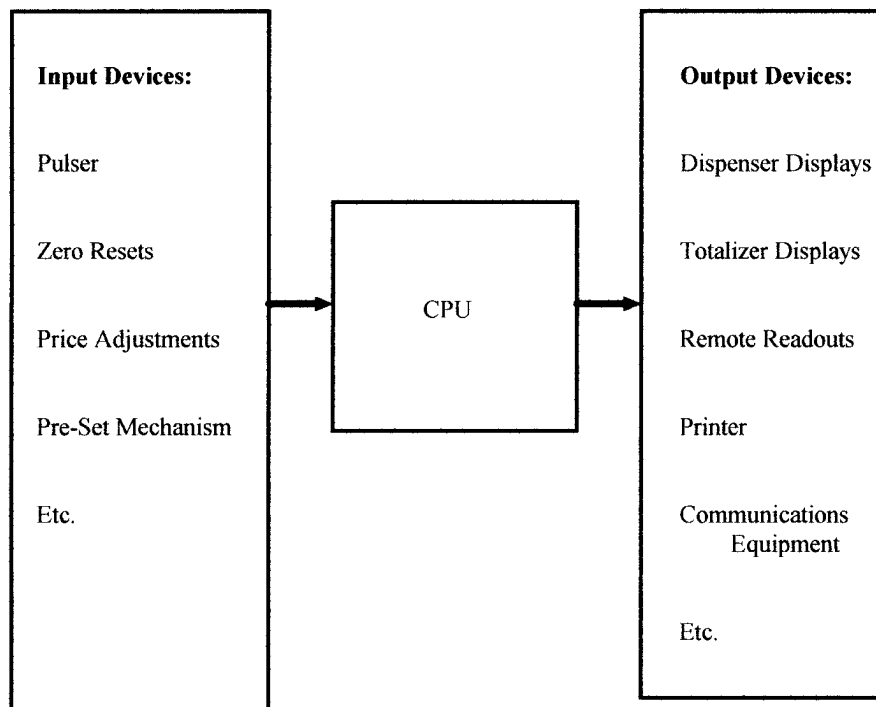 Input Devices:
Pulser
Zero Resets
Price Adjustments
Pre-Set Mechanism
Etc.
CPU
Output Devices:
Dispenser Displays
Totalizer Displays
Remote Readouts
Printer
Communications
Equipment
Etc.